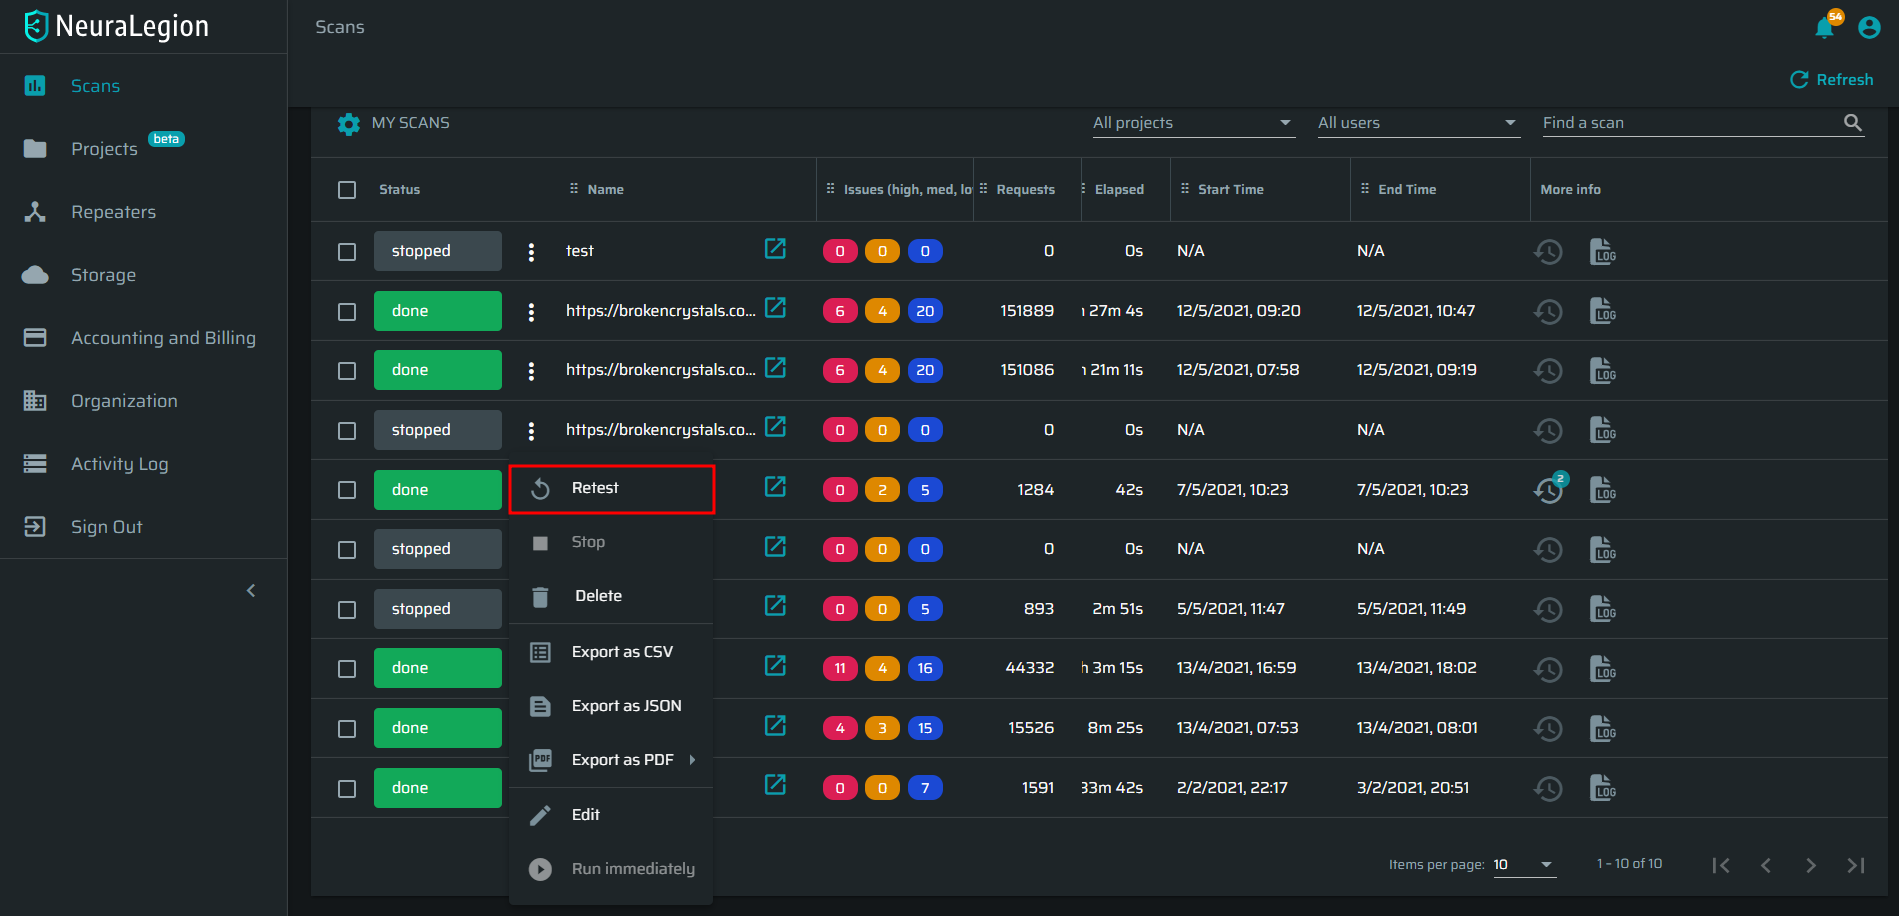 NeuraLegion
Scans
54
Refresh
Scans
Projects beta
Repeaters
Storage
Accounting and Billing
Organization
Activity Log
Sign Out
MY SCANS All projects All users Find a scan
Status Name Issues (high, med, lo Requests Elapsed Start Time End Time More info
stopped test 0 0 0 0 0s N/A N/A LOG
done https://brokencrystals.co... 6 4 20 151889 27m 4s 12/5/2021, 09:20 12/5/2021, 10:47 LOG
done https://brokencrystals.co... 6 4 20 151086 21m 11s 12/5/2021, 07:58 12/5/2021, 09:19 LOG
stopped https://brokencrystals.co... 0 0 0 0 0s N/A N/A LOG
done 0 2 5 1284 42s 7/5/2021, 10:23 7/5/2021, 10:23 2 LOG
stopped 0 0 0 0 0s N/A N/A LOG
stopped 0 0 5 893 2m 51s 5/5/2021, 11:47 5/5/2021, 11:49 LOG
done 11 4 16 44332 h 3m 15s 13/4/2021, 16:59 13/4/2021, 18:02 LOG
done 4 3 15 15526 8m 25s 13/4/2021, 07:53 13/4/2021, 08:01 LOG
done 0 0 7 1591 33m 42s 2/2/2021, 22:17 3/2/2021, 20:51 LOG
Retest
Stop
Delete
Export as CSV
Export as JSON
PDF Export as PDF
Edit
Run immediately
Items per page: 10 1 – 10 of 10